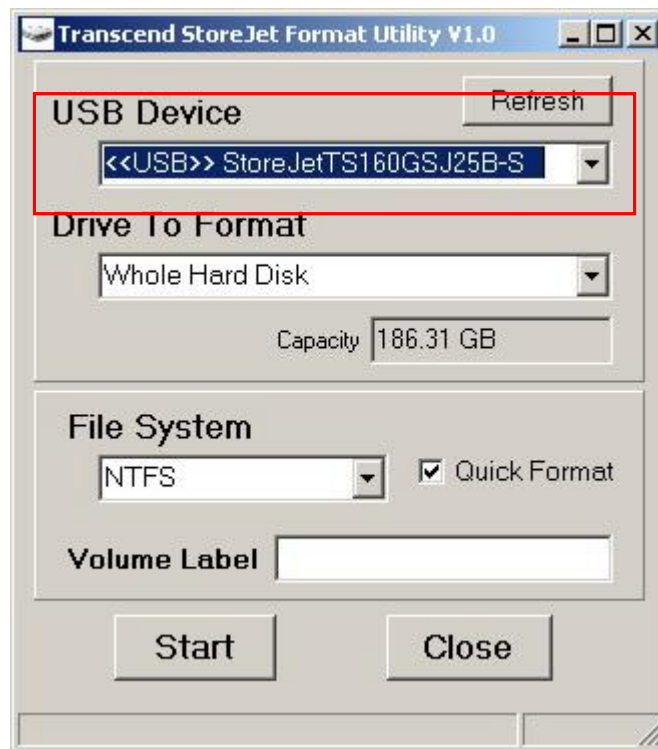 Transcend StoreJet Format Utility V1.0
Refresh
USB Device
<<USB>> StoreJetTS160GSJ25B-S
Drive To Format
Whole Hard Disk
Capacity 186.31 GB
File System
NTFS
Quick Format
Volume Label
Start Close